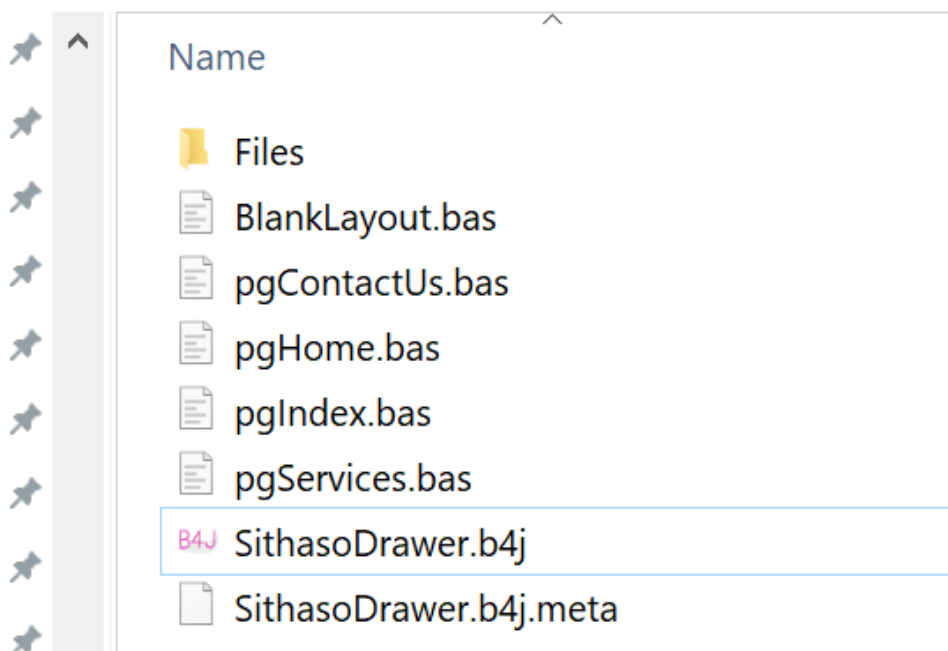 Name
Files
BlankLayout.bas
pgContactUs.bas
pgHome.bas
pgIndex.bas
pgServices.bas
B4J SithasoDrawer.b4j
SithasoDrawer.b4j.meta